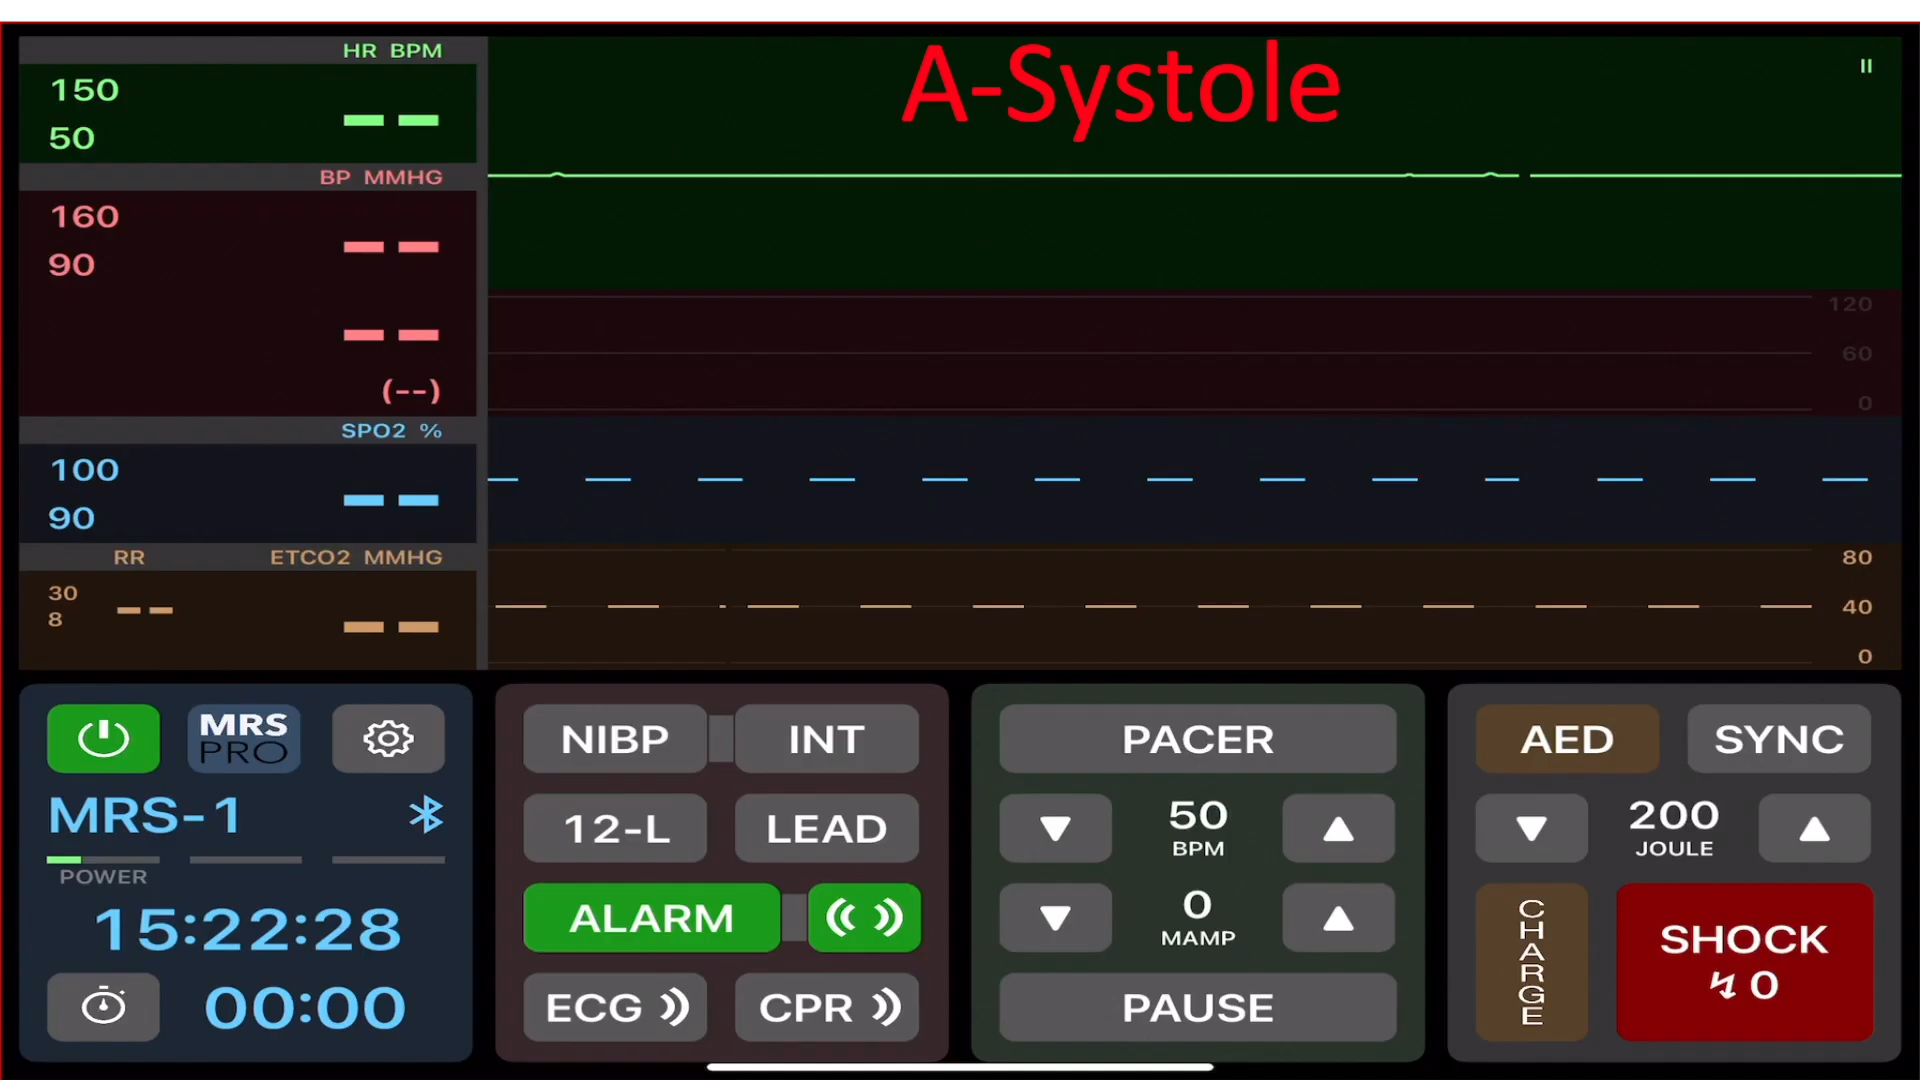 A-Systole
HR BPM
150
50
-- --
BP MMHG
160
90
(--)
120
60
0
SPO2 %
100
90
RR
ETCO2 MMHG
30
8
80
40
0
MRS
PRO
MRS-1
POWER
15:22:28
00:00
NIBP
INT
12-L
LEAD
ALARM
ECG
CPR
PACER
50
BPM
0
MAMP
PAUSE
AED
SYNC
200
JOULE
CHARGE
SHOCK
0